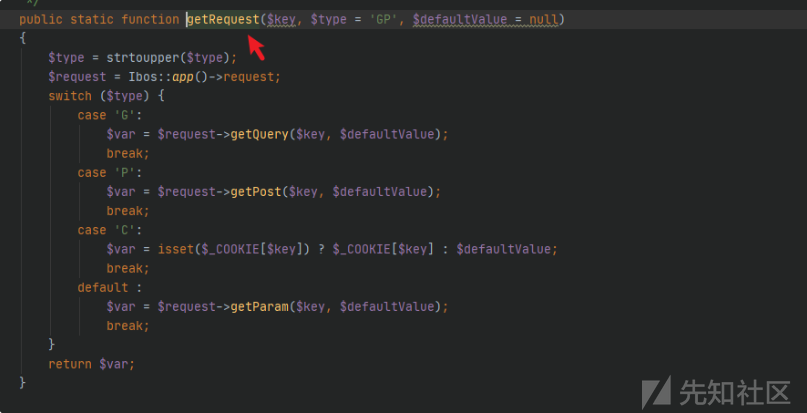 */
public static function getRequest($key, $type = 'GP', $defaultValue = null)
{
    $type = strtoupper($type);
    $request = Ibos::app()->request;
    switch ($type) {
        case 'G':
            $var = $request->getQuery($key, $defaultValue);
            break;
        case 'P':
            $var = $request->getPost($key, $defaultValue);
            break;
        case 'C':
            $var = isset($_COOKIE[$key]) ? $_COOKIE[$key] : $defaultValue;
            break;
        default :
            $var = $request->getParam($key, $defaultValue);
            break;
    }
    return $var;
}
先知社区